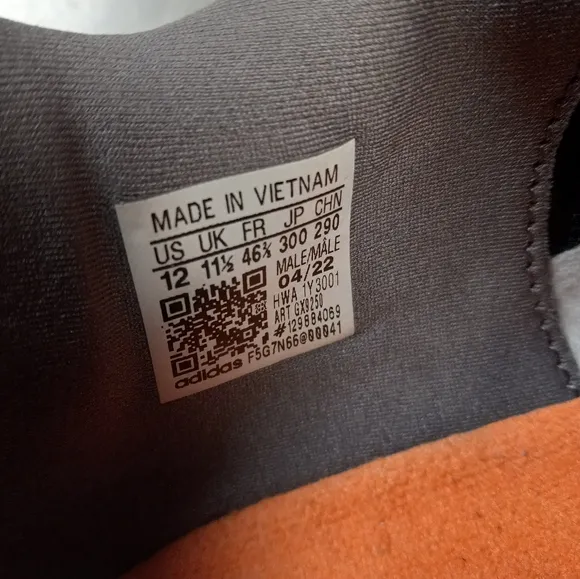 MADE IN VIETNAM
US UK FR JP CHN
12 11½ 46⅔ 300 290
MALE/MÂLE
04/22
HWA 1Y3001
ART GX9250
#129884069
adidas F5G7N66@00041